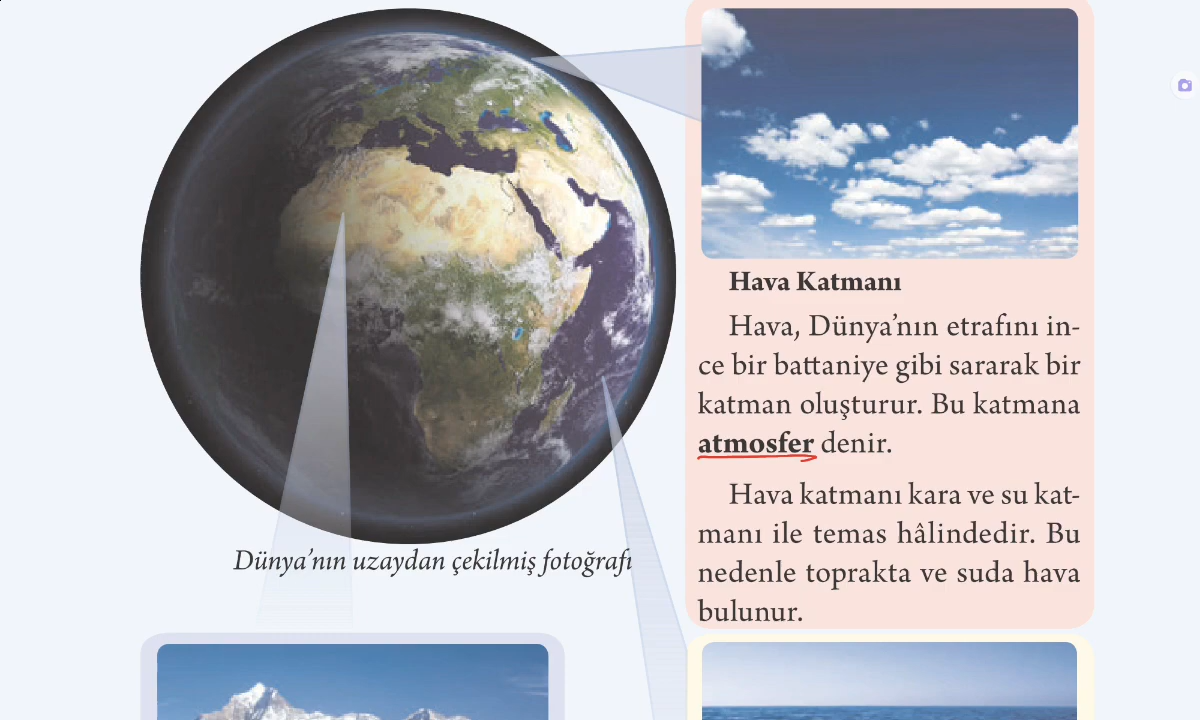 Hava Katmanı
Hava, Dünya’nın etrafını in-
ce bir battaniye gibi sararak bir
katman oluşturur. Bu katmana
atmosfer denir.
Hava katmanı kara ve su kat-
manı ile temas hâlindedir. Bu
nedenle toprakta ve suda hava
bulunur.
Dünya’nın uzaydan çekilmiş fotoğrafı